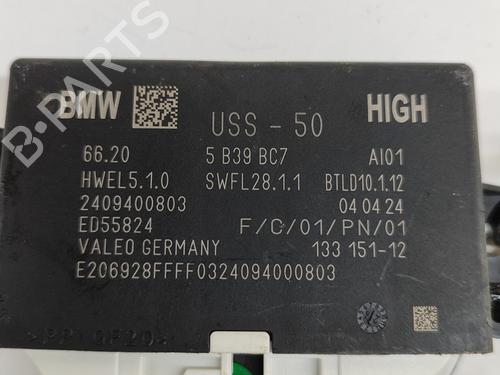 B-PARTS
BMW
USS - 50
HIGH
66.20 5 B39 BC7 AI01
HWEL5.1.0 SWFL28.1.1 BTLD10.1.12
2409400803 04 04 24
ED55824 F/C/01/PN/01
VALEO GERMANY 133 151-12
E206928FFFF0324094000803